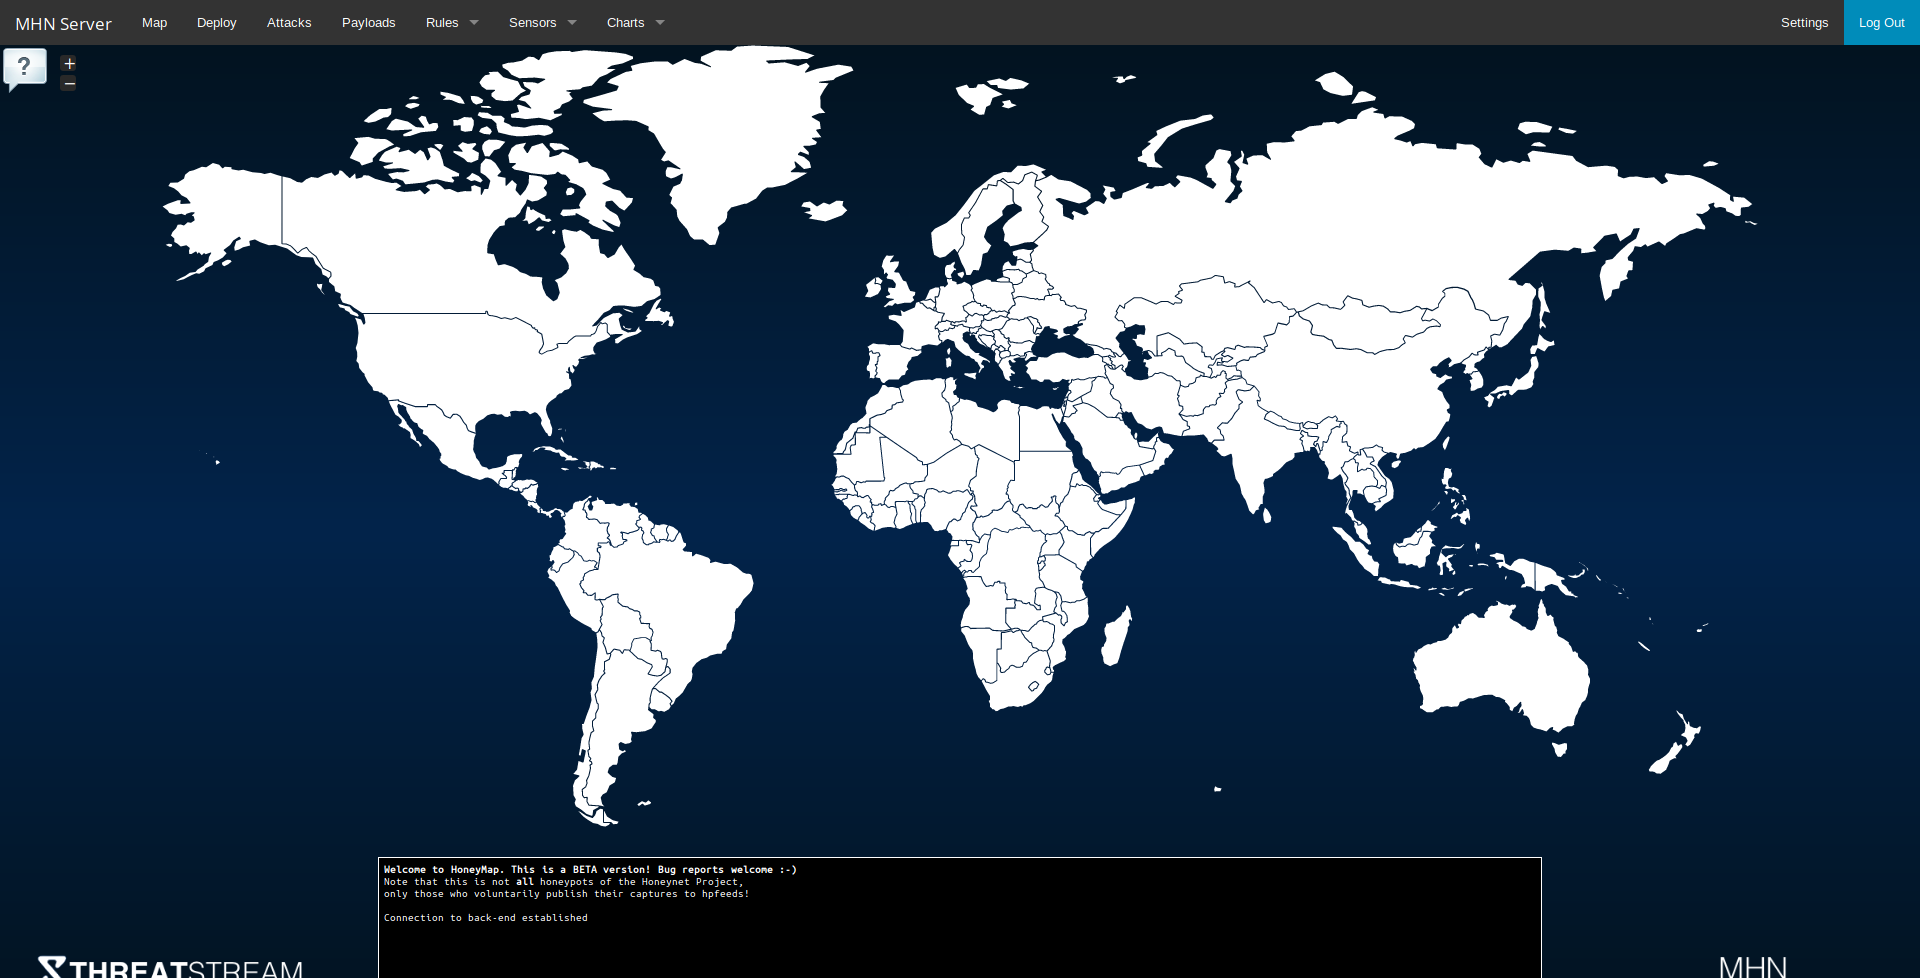 MHN Server Map Deploy Attacks Payloads Rules Sensors Charts Settings Log Out
?
+
−
Welcome to HoneyMap. This is a BETA version! Bug reports welcome :-)
Note that this is not all honeypots of the Honeynet Project,
only those who voluntarily publish their captures to hpfeeds!
Connection to back-end established
THREATSTREAM
MHN